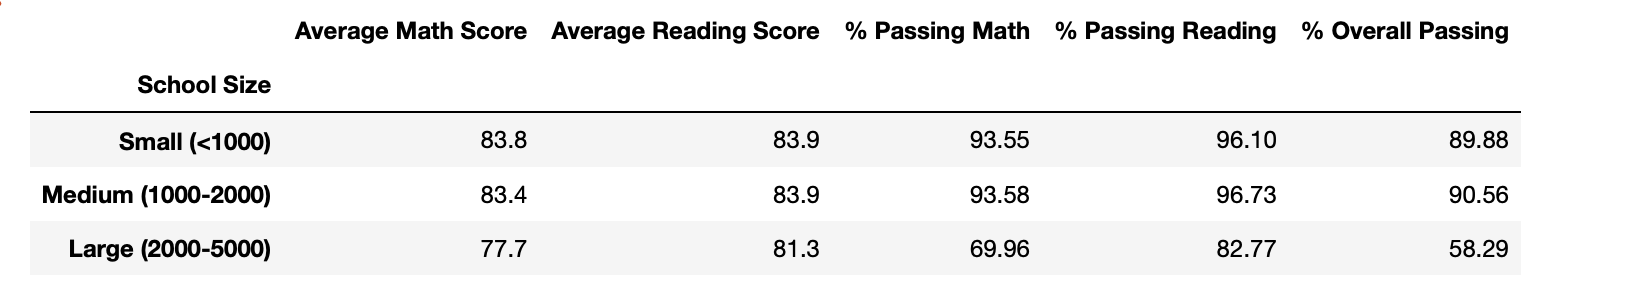 Average Math Score Average Reading Score % Passing Math % Passing Reading % Overall Passing
School Size
Small (<1000) 83.8 83.9 93.55 96.10 89.88
Medium (1000-2000) 83.4 83.9 93.58 96.73 90.56
Large (2000-5000) 77.7 81.3 69.96 82.77 58.29